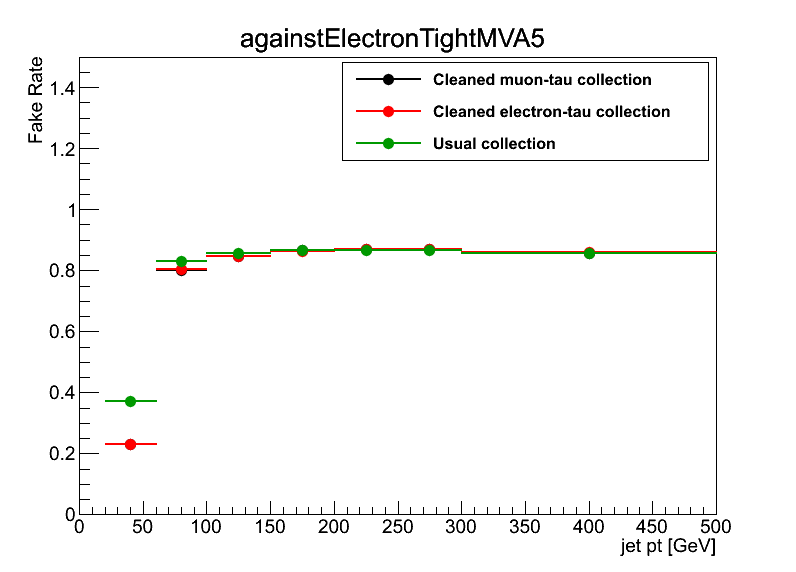 againstElectronTightMVA5
Fake Rate
Cleaned muon-tau collection
Cleaned electron-tau collection
Usual collection
1.4
1.2
1
0.8
0.6
0.4
0.2
0
0 50 100 150 200 250 300 350 400 450 500
jet pt [GeV]